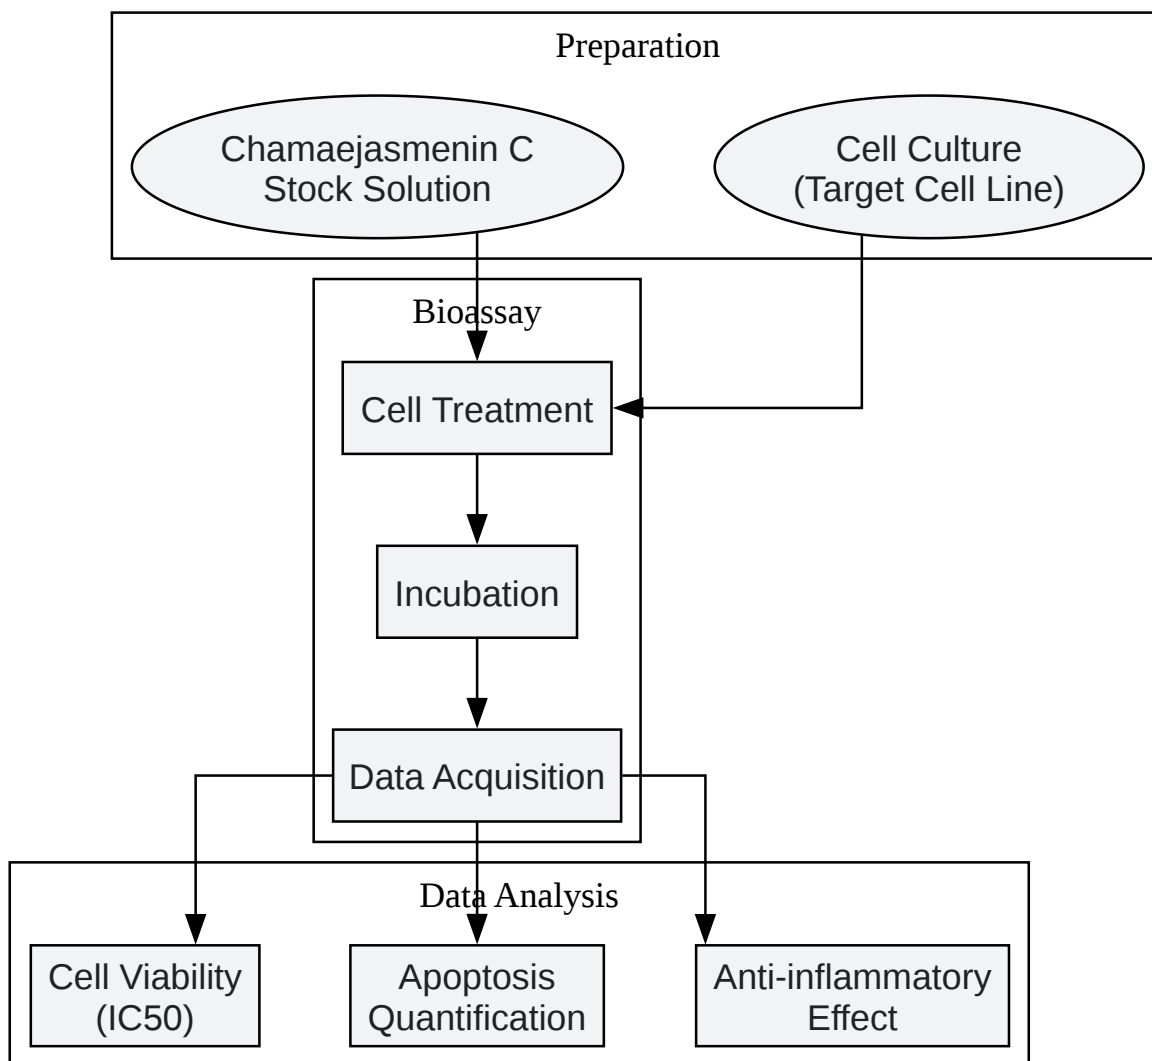 Preparation
Chamaejasmenin C
Stock Solution
Cell Culture
(Target Cell Line)
Bioassay
Cell Treatment
Incubation
Data Acquisition
Data Analysis
Cell Viability
(IC50)
Apoptosis
Quantification
Anti-inflammatory
Effect